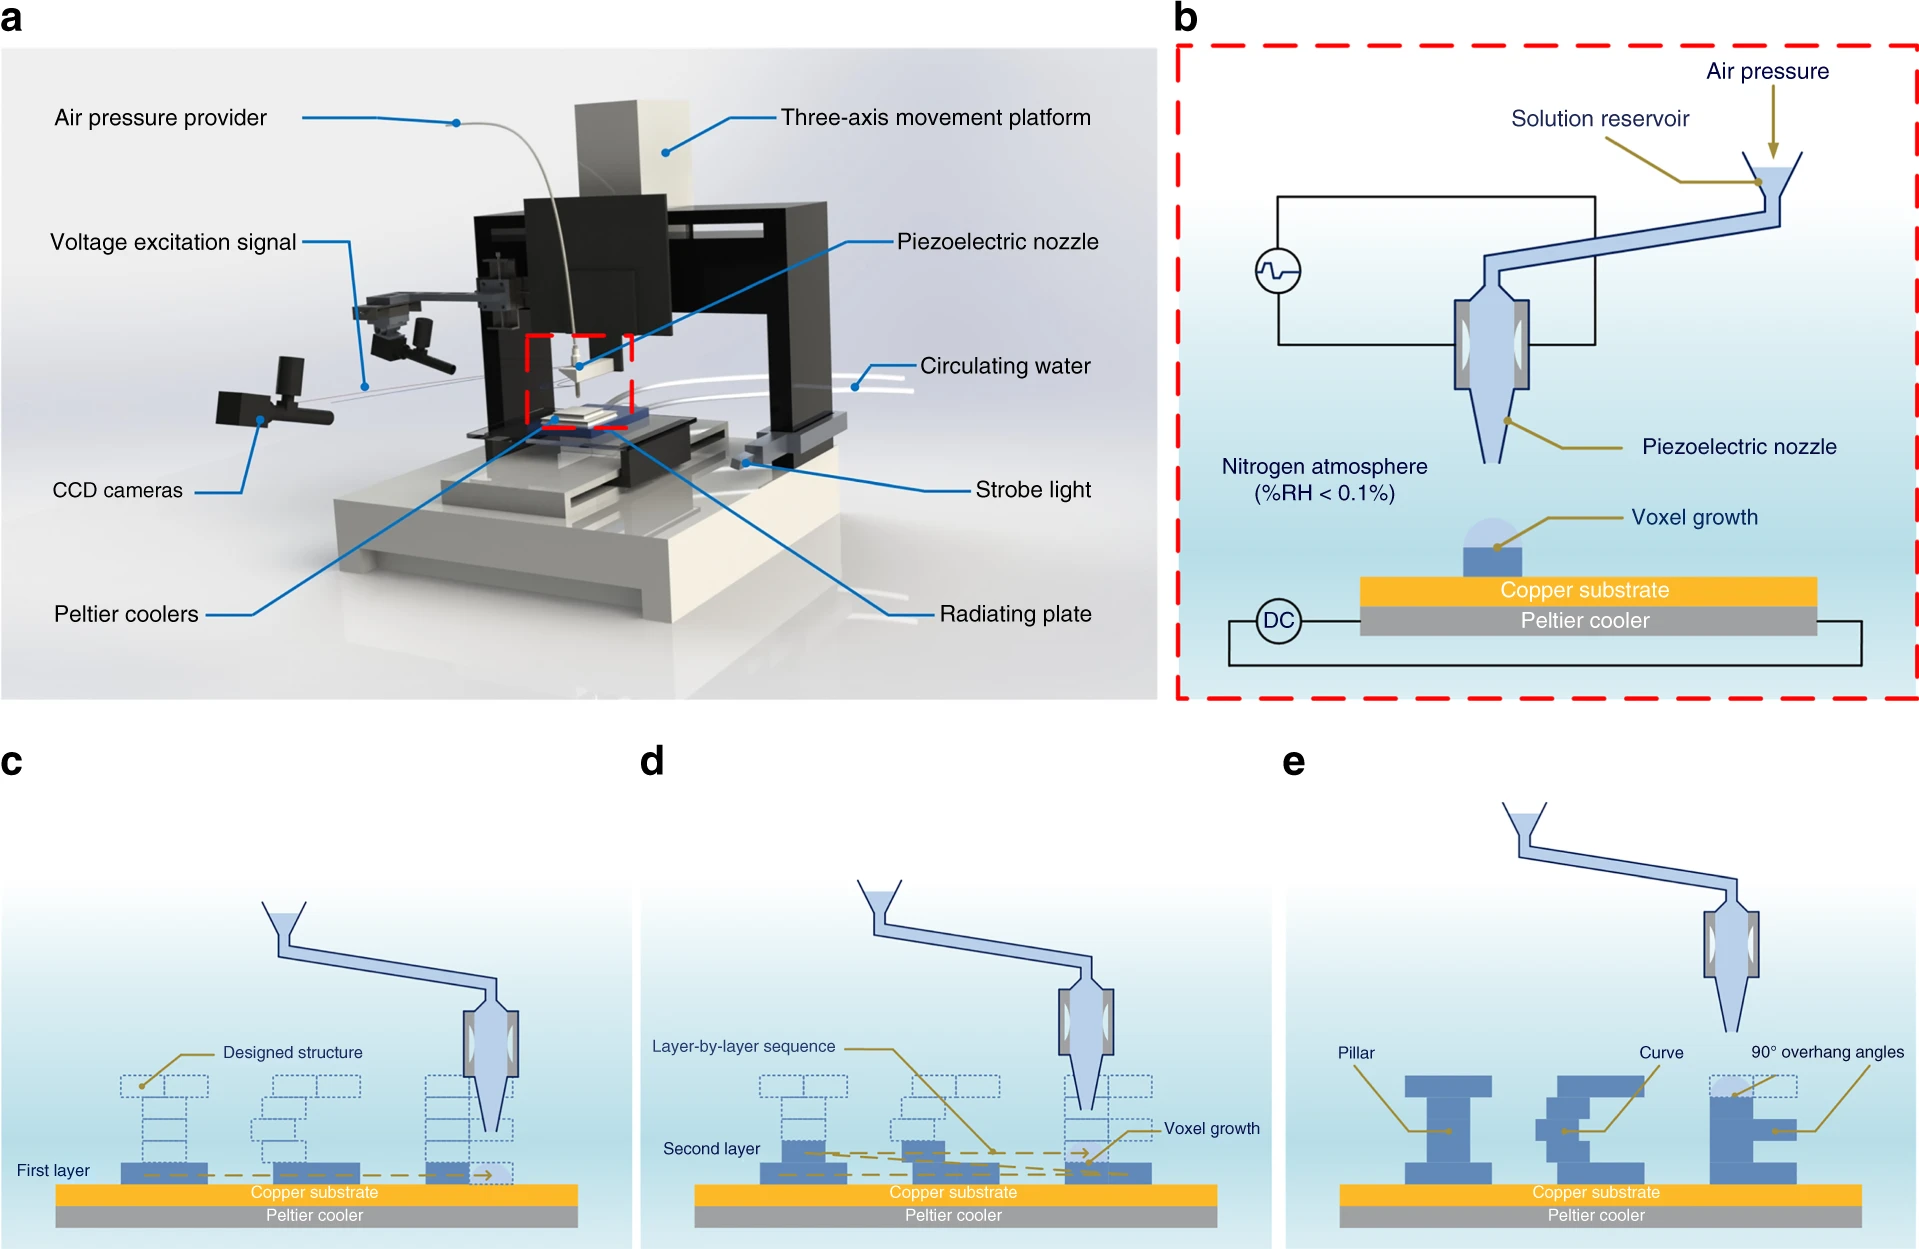 a
Air pressure provider
Three-axis movement platform
Voltage excitation signal
Piezoelectric nozzle
Circulating water
CCD cameras
Strobe light
Peltier coolers
Radiating plate
b
Air pressure
Solution reservoir
Piezoelectric nozzle
Nitrogen atmosphere
(%RH < 0.1%)
Voxel growth
Copper substrate
DC
Peltier cooler
c
Designed structure
First layer
Copper substrate
Peltier cooler
d
Layer-by-layer sequence
Voxel growth
Second layer
Copper substrate
Peltier cooler
e
Pillar
Curve
90° overhang angles
Copper substrate
Peltier cooler